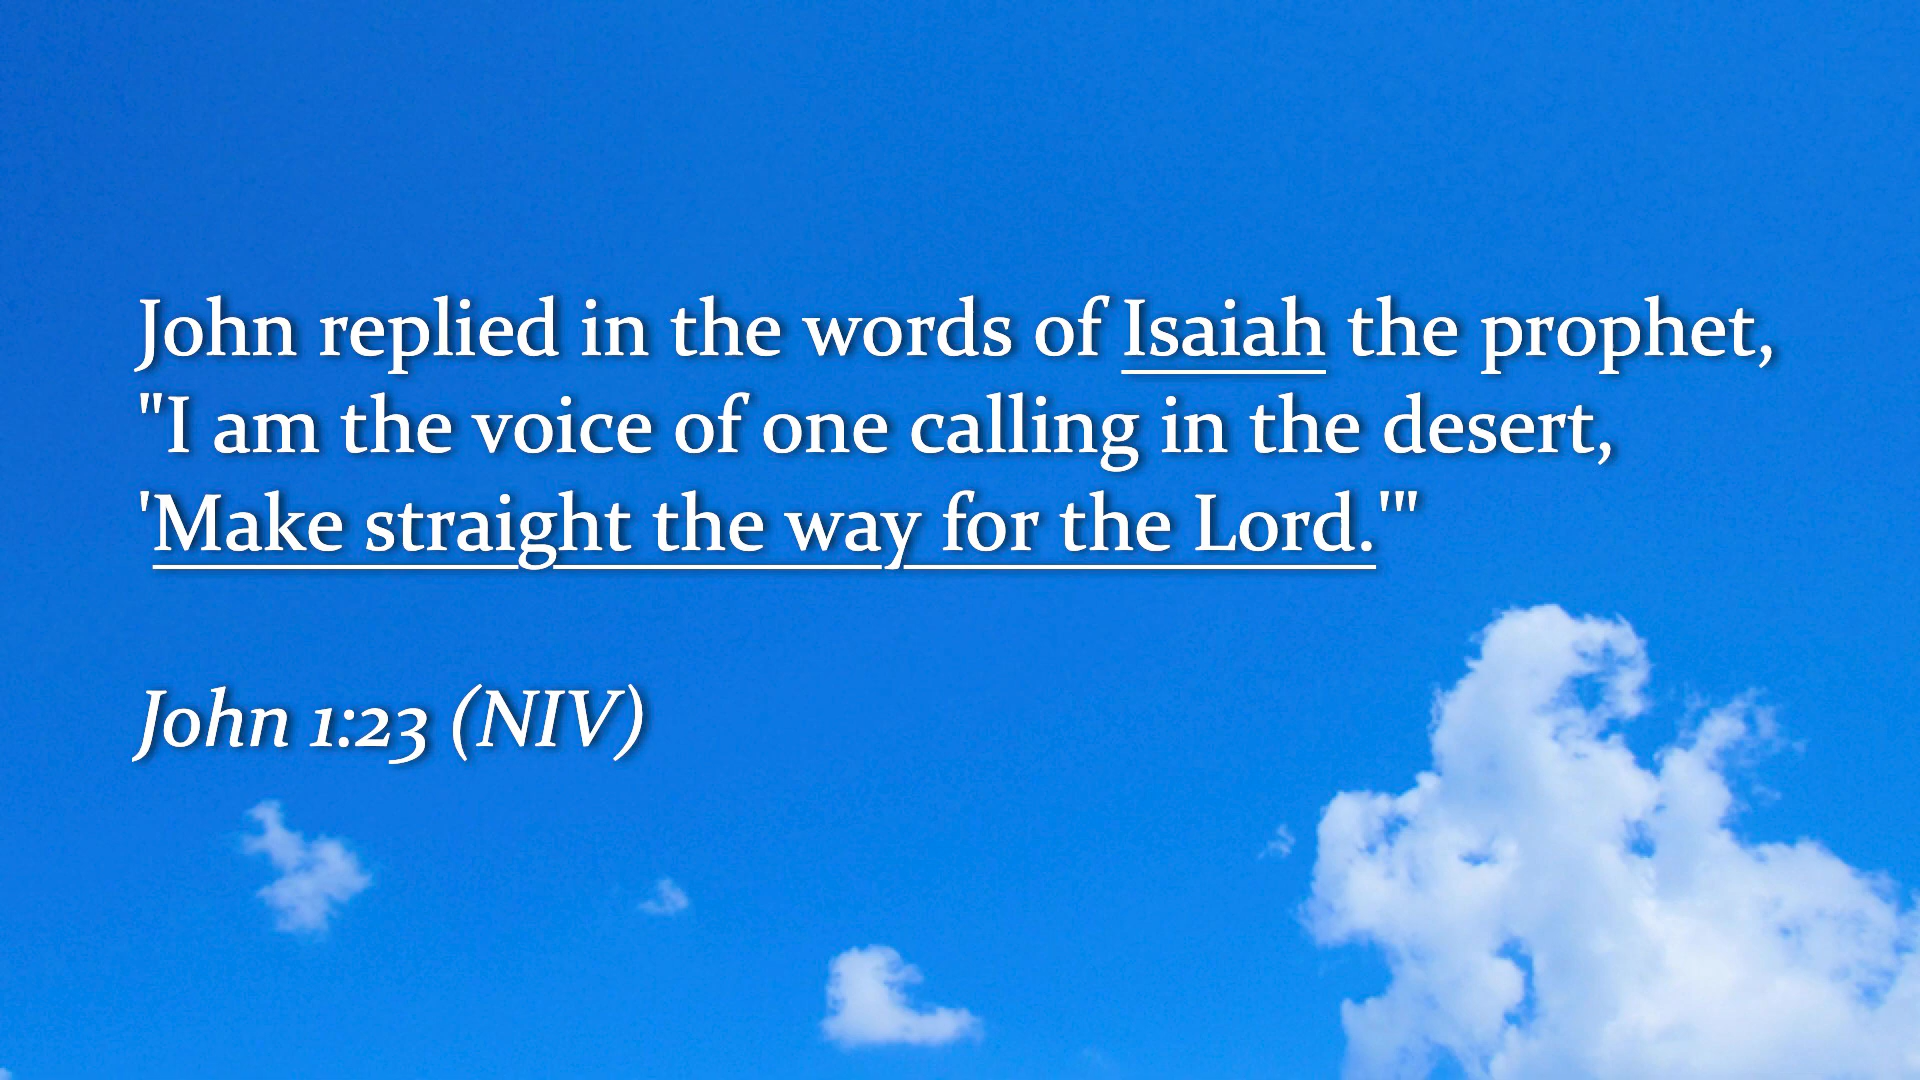 John replied in the words of Isaiah the prophet,
"I am the voice of one calling in the desert,
'Make straight the way for the Lord.'"
John 1:23 (NIV)